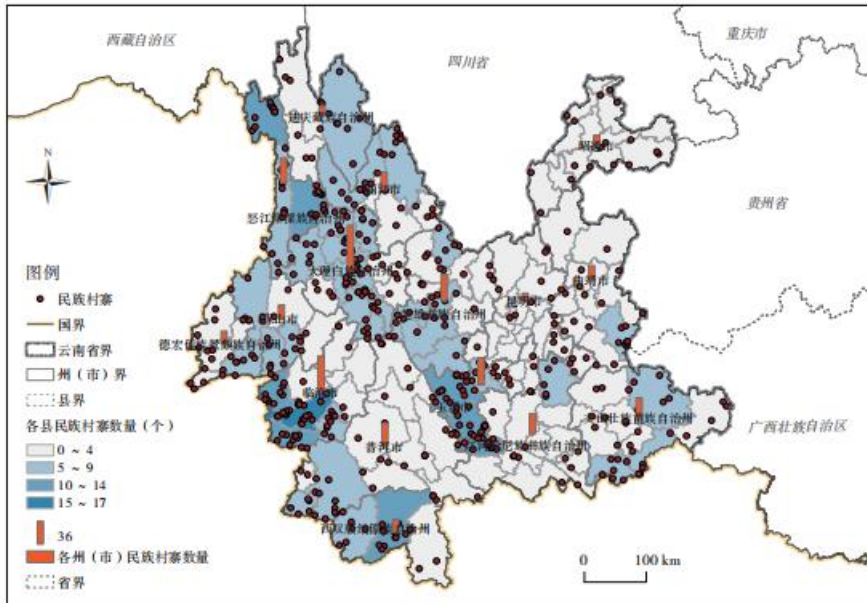 西藏自治区
四川省
重庆市
N
迪庆藏族自治州
昭通市
丽江市
贵州省
怒江傈僳族自治州
大理白族自治州
曲靖市
昆明市
楚雄彝族自治州
保山市
德宏傣族景颇族自治州
临沧市
玉溪市
文山壮族苗族自治州
广西壮族自治区
红河哈尼族彝族自治州
普洱市
西双版纳傣族自治州
图例
民族村寨
国界
云南省界
州（市）界
县界
各县民族村寨数量（个）
0 ~ 4
5 ~ 9
10 ~ 14
15 ~ 17
36
各州（市）民族村寨数量
省界
0 100 km